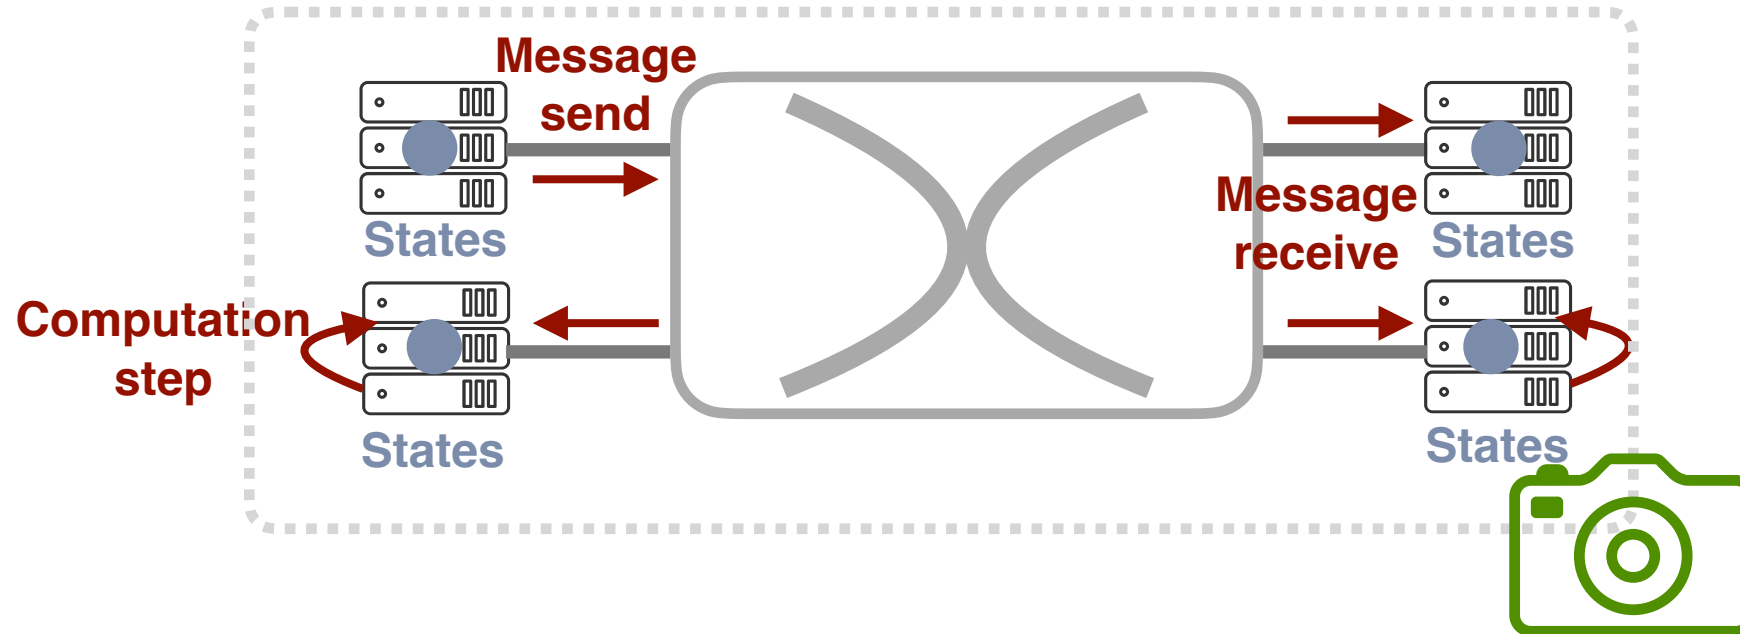 Message
send
States
Message
receive
States
Computation
step
States
States